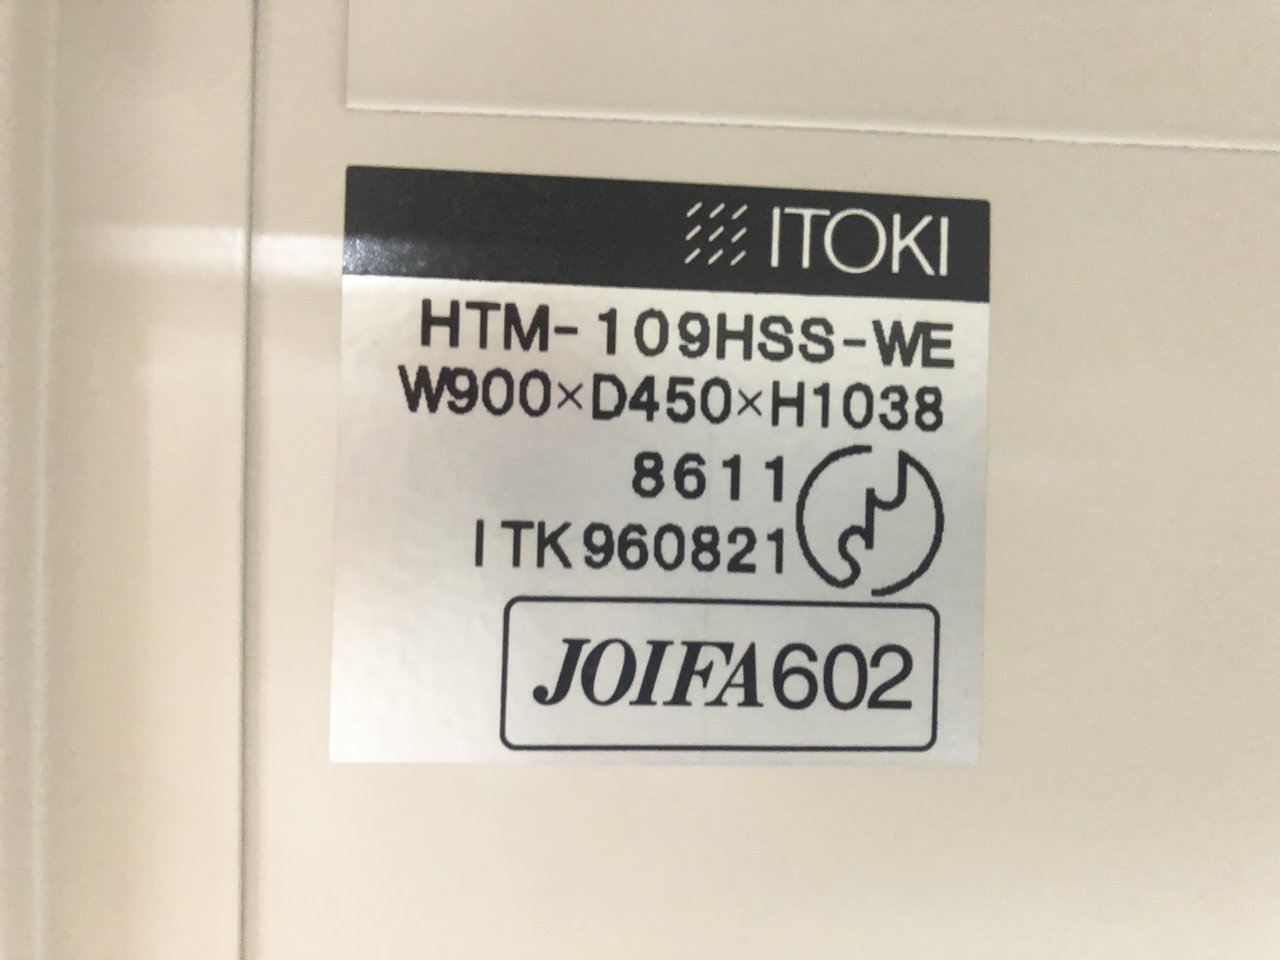 ITOKI
HTM-109HSS-WE
W900×D450×H1038
8611
ITK960821
JOIFA602